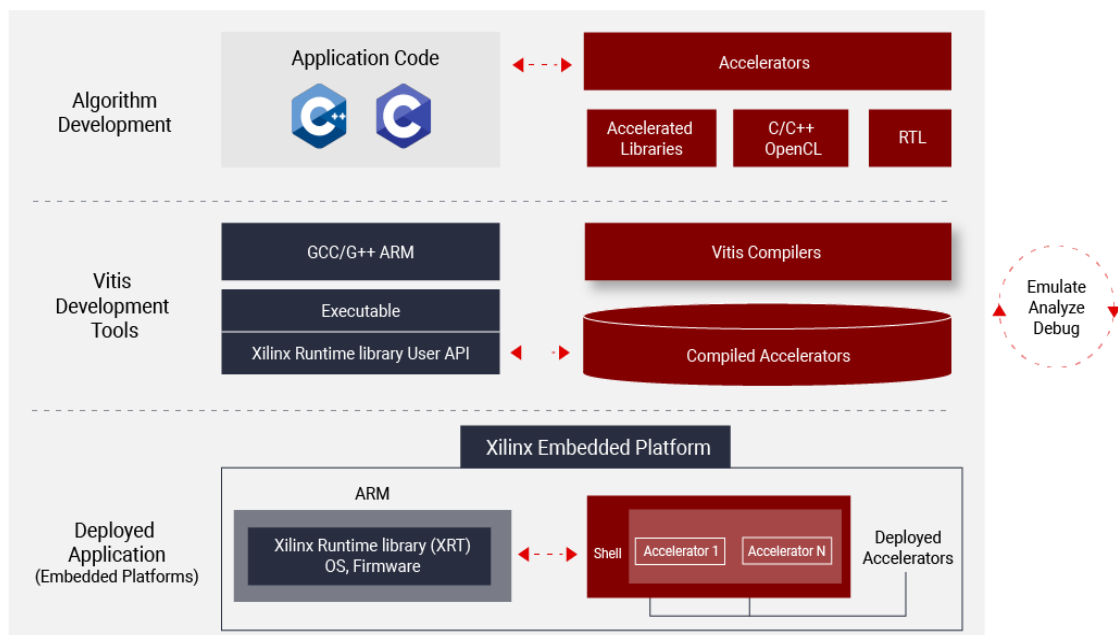 Algorithm
Development
Application Code
C++
C
Accelerators
Accelerated
Libraries
C/C++
OpenCL
RTL
Vitis
Development
Tools
GCC/G++ ARM
Executable
Xilinx Runtime library User API
Vitis Compilers
Compiled Accelerators
Emulate
Analyze
Debug
Deployed
Application
(Embedded Platforms)
Xilinx Embedded Platform
ARM
Xilinx Runtime library (XRT)
OS, Firmware
Shell
Accelerator 1
Accelerator N
Deployed
Accelerators